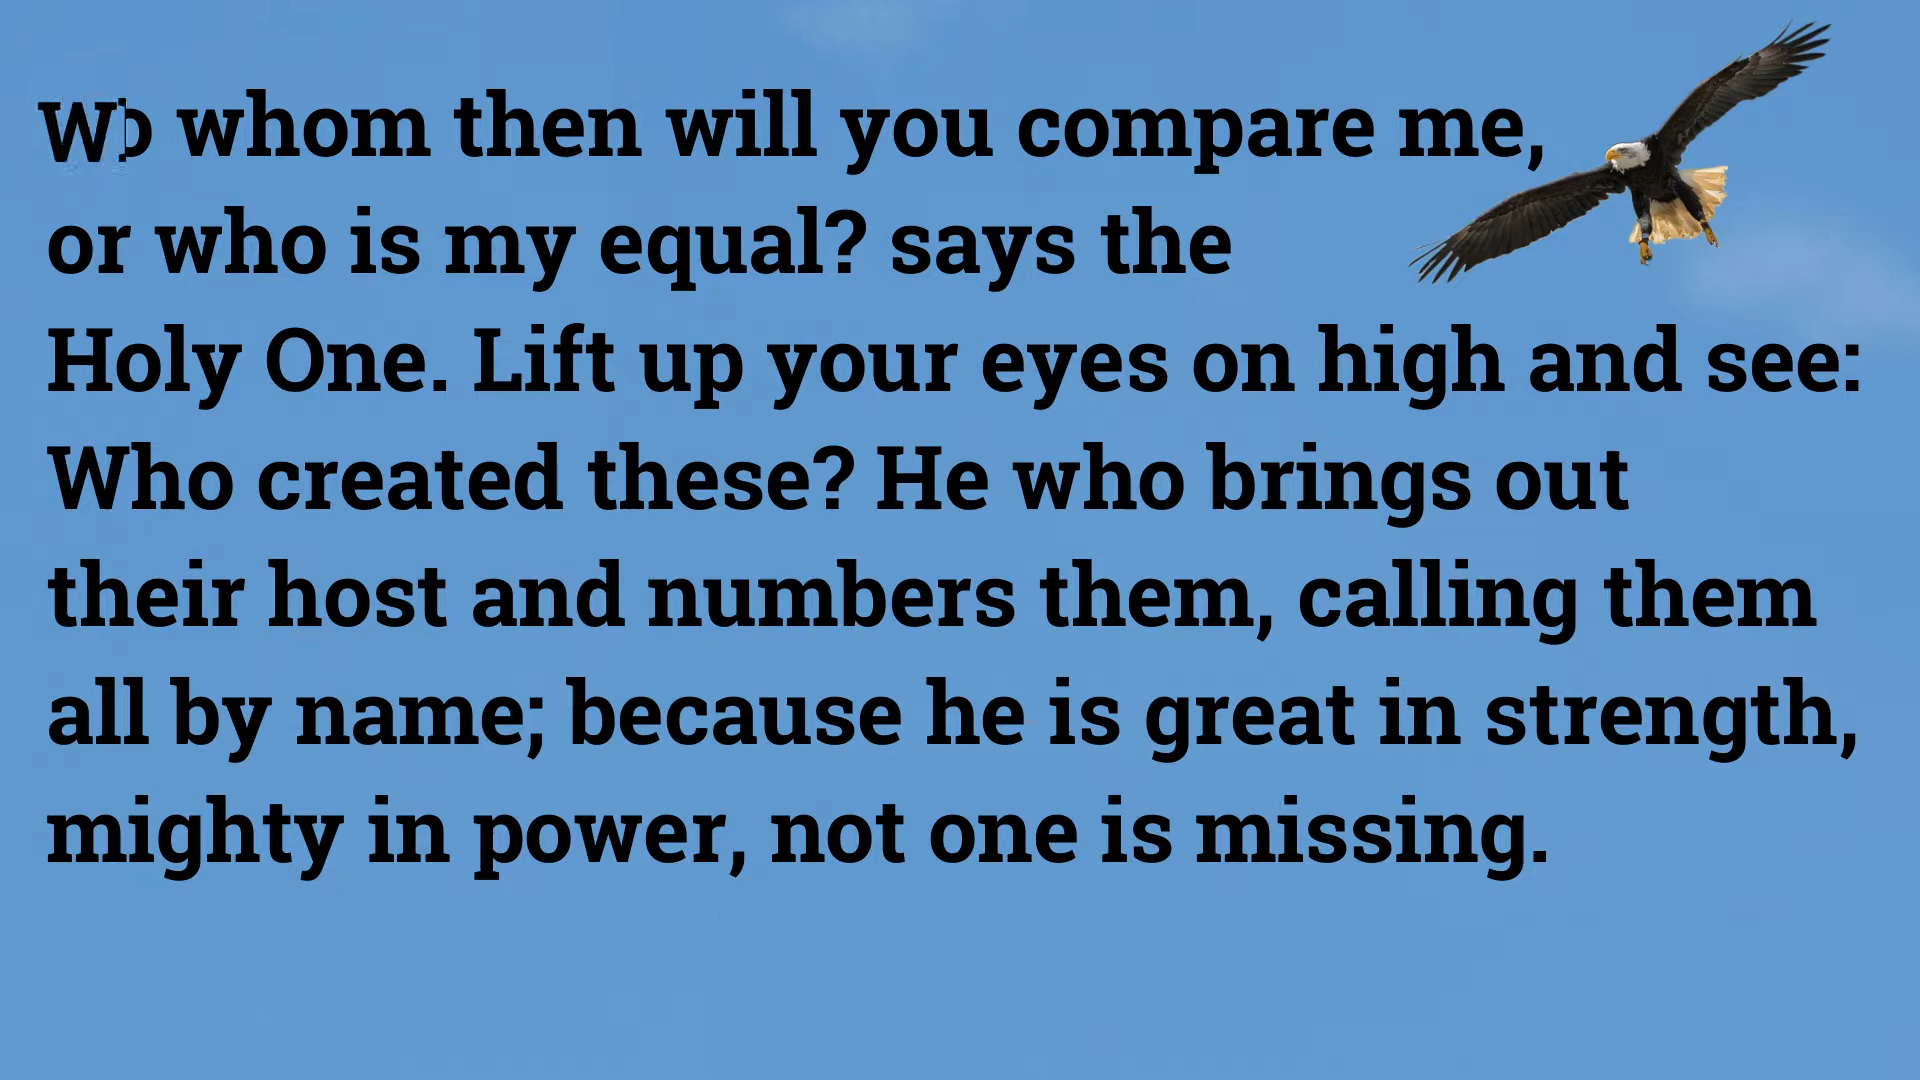 whom then will you compare me,
or who is my equal? says the
Holy One. Lift up your eyes on high and see:
Who created these? He who brings out
their host and numbers them, calling them
all by name; because he is great in strength,
mighty in power, not one is missing.